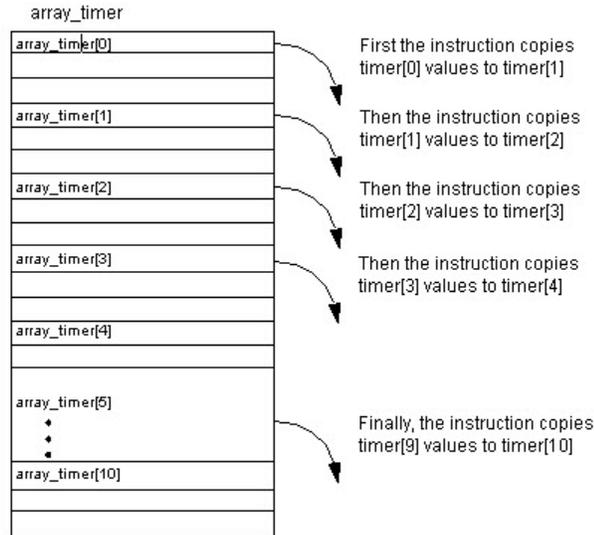 array_timer
array_timer[0]
First the instruction copies
timer[0] values to timer[1]
array_timer[1]
Then the instruction copies
timer[1] values to timer[2]
array_timer[2]
Then the instruction copies
timer[2] values to timer[3]
array_timer[3]
Then the instruction copies
timer[3] values to timer[4]
array_timer[4]
array_timer[5]
Finally, the instruction copies
timer[9] values to timer[10]
array_timer[10]